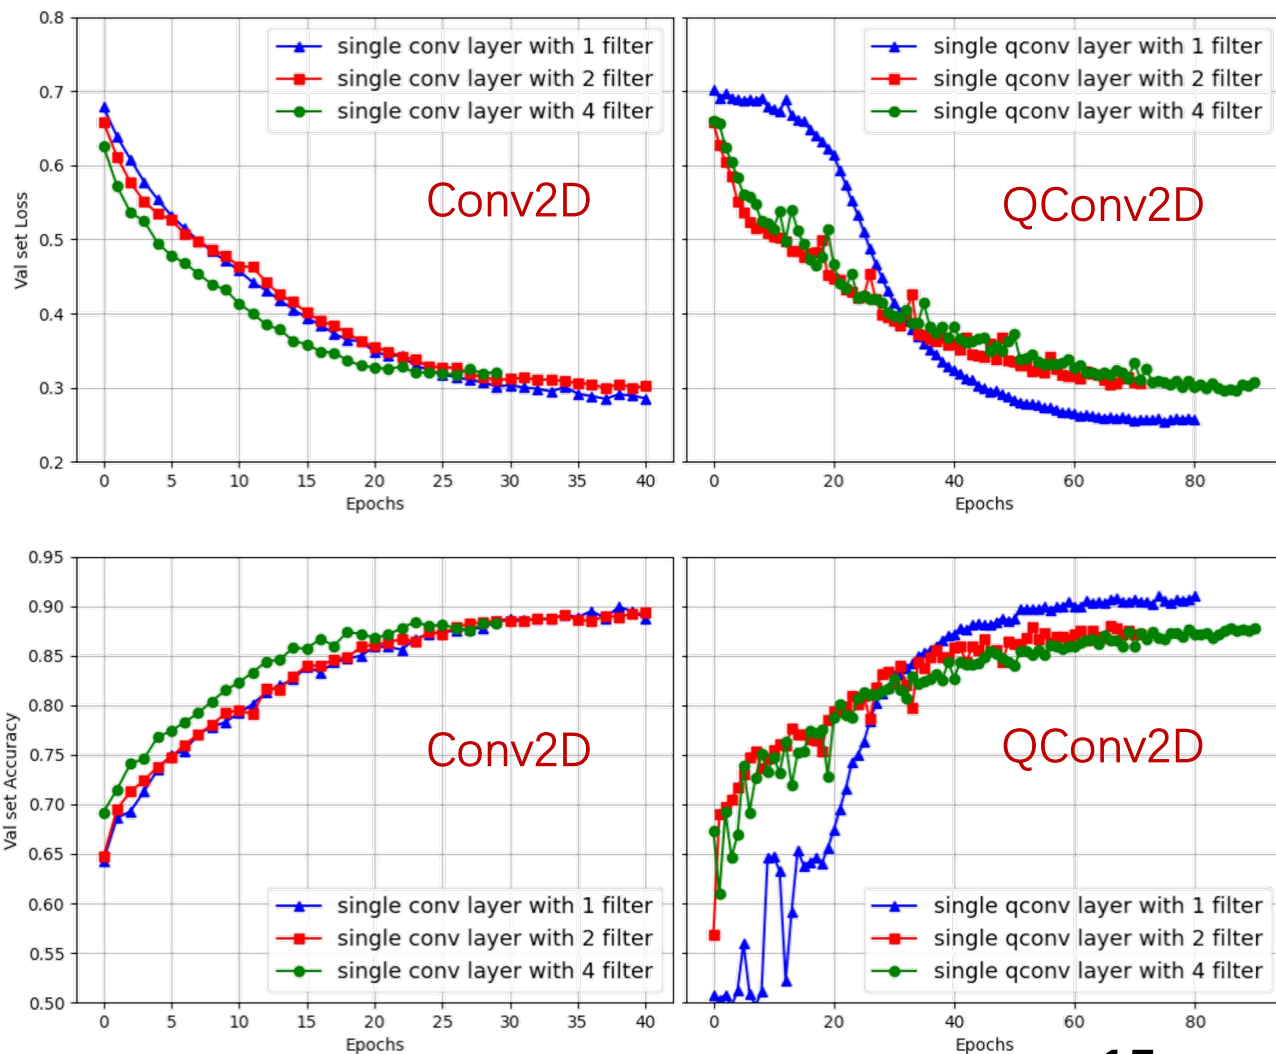 0.8
0.7
0.6
0.5
0.4
0.3
0.2
Val set Loss
single conv layer with 1 filter
single conv layer with 2 filter
single conv layer with 4 filter
Conv2D
0 5 10 15 20 25 30 35 40
Epochs
single qconv layer with 1 filter
single qconv layer with 2 filter
single qconv layer with 4 filter
QConv2D
0 20 40 60 80
Epochs
0.95
0.90
0.85
0.80
0.75
0.70
0.65
0.60
0.55
0.50
Val set Accuracy
Conv2D
single conv layer with 1 filter
single conv layer with 2 filter
single conv layer with 4 filter
0 5 10 15 20 25 30 35 40
Epochs
QConv2D
single qconv layer with 1 filter
single qconv layer with 2 filter
single qconv layer with 4 filter
0 20 40 60 80
Epochs